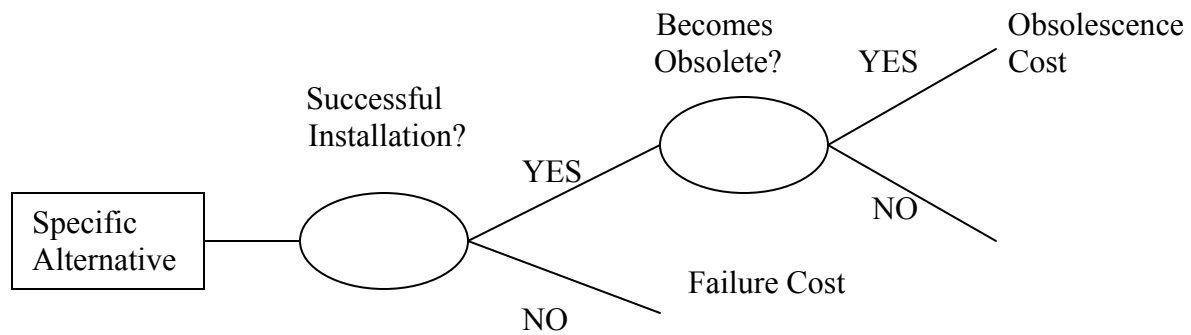 Becomes
Obsolete?
YES
Obsolescence
Cost
Successful
Installation?
YES
NO
Specific
Alternative
Failure Cost
NO